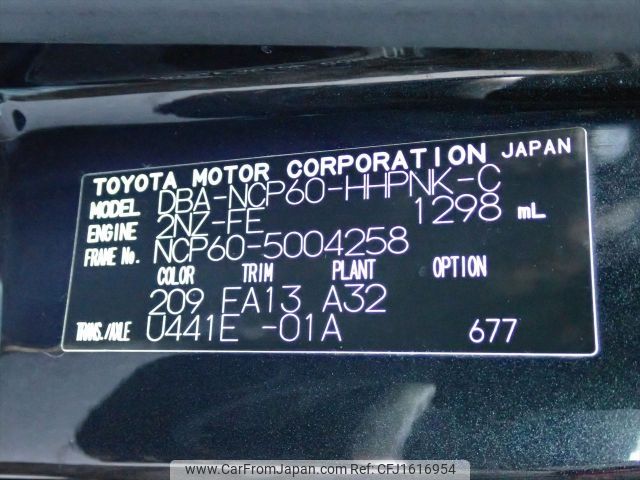 TOYOTA MOTOR CORPORATION JAPAN
MODEL DBA-NCP60-HHPNK-C
ENGINE 2NZ-FE 1298 mL
FRAME No. NCP60-5004258
COLOR TRIM PLANT OPTION
209 FA13 A32
TRANS./AXLE U441E -01A 677
www.CarFromJapan.com - REF CFJ1616954